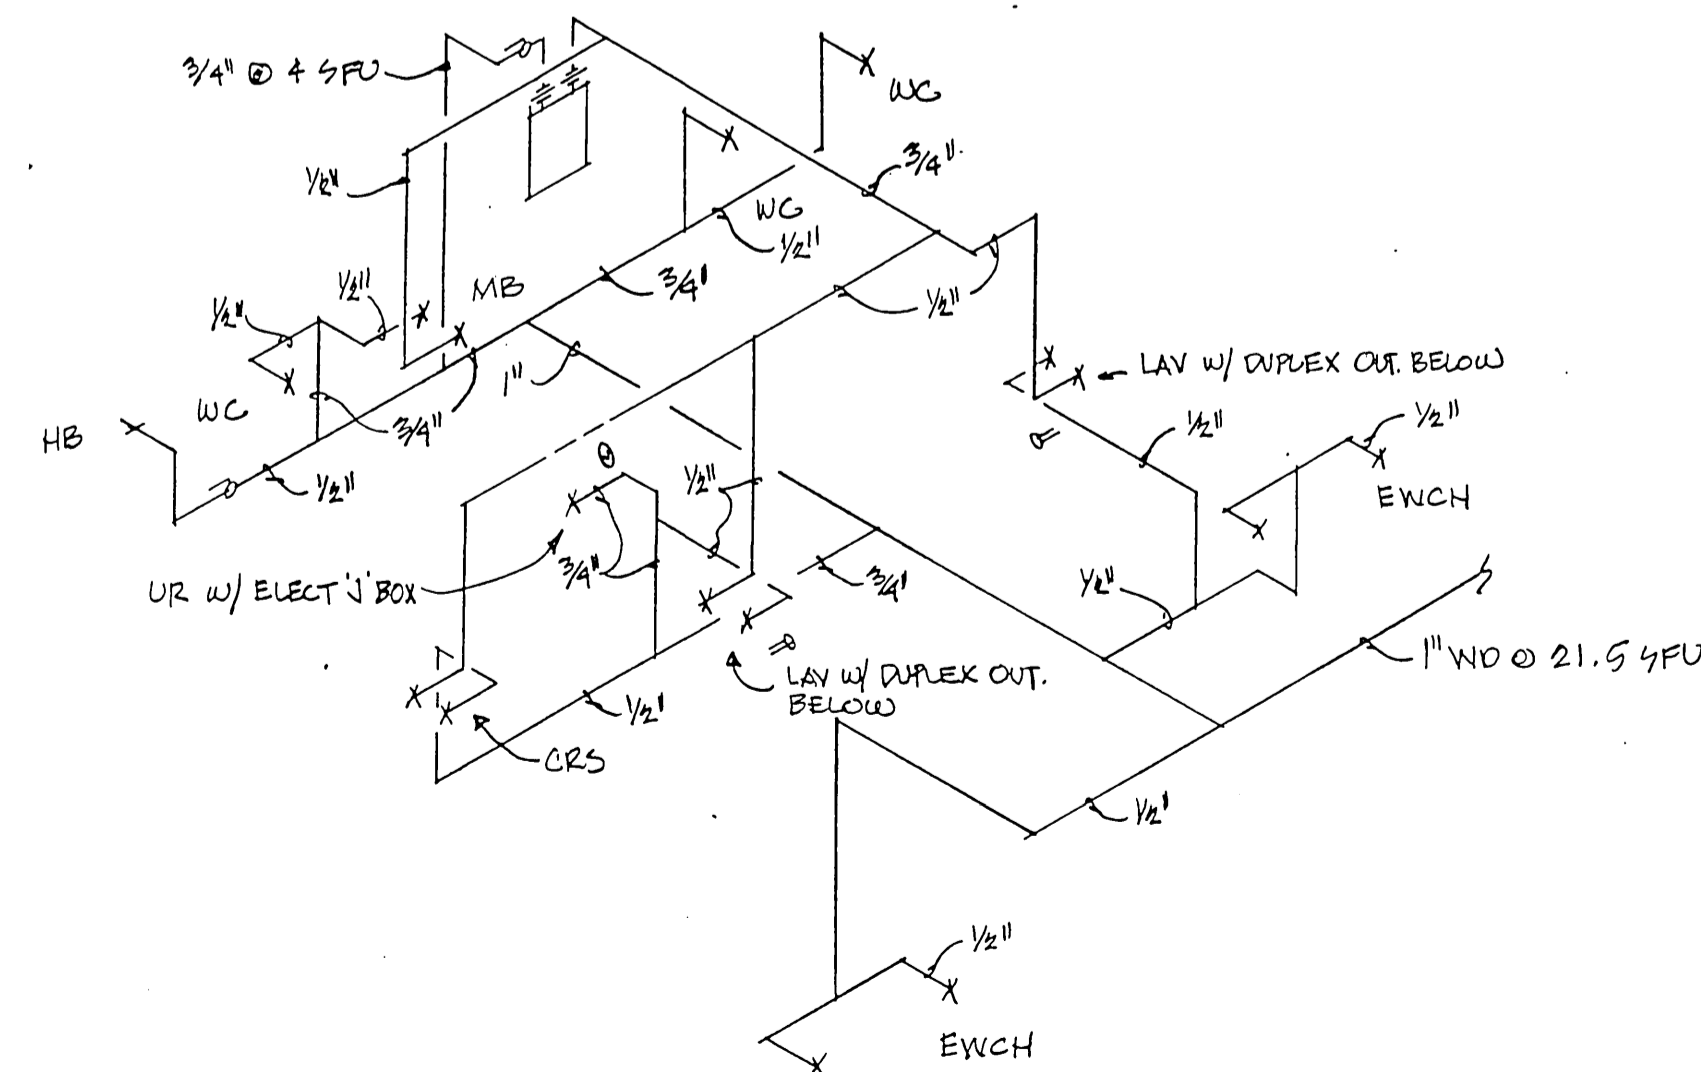 3/4" @ 4 SFU
WC
3/4"
1/2"
WC
1/2"
3/4'
MB
1/2"
1/2"
1/2"
1"
LAV W/ DUPLEX OUT. BELOW
1/2"
1/2"
WC
3/4"
HB
1/2"
1/2"
EWCH
UR W/ ELECT 'J' BOX
3/4"
3/4'
1/2"
1" WD @ 21.5 SFU
LAV W/ DUPLEX OUT.
BELOW
1/2'
CRS
1/2'
1/2"
EWCH